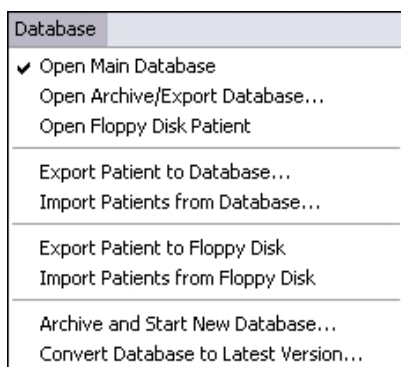 Database
Open Main Database
Open Archive/Export Database...
Open Floppy Disk Patient
Export Patient to Database...
Import Patients from Database...
Export Patient to Floppy Disk
Import Patients from Floppy Disk
Archive and Start New Database...
Convert Database to Latest Version...